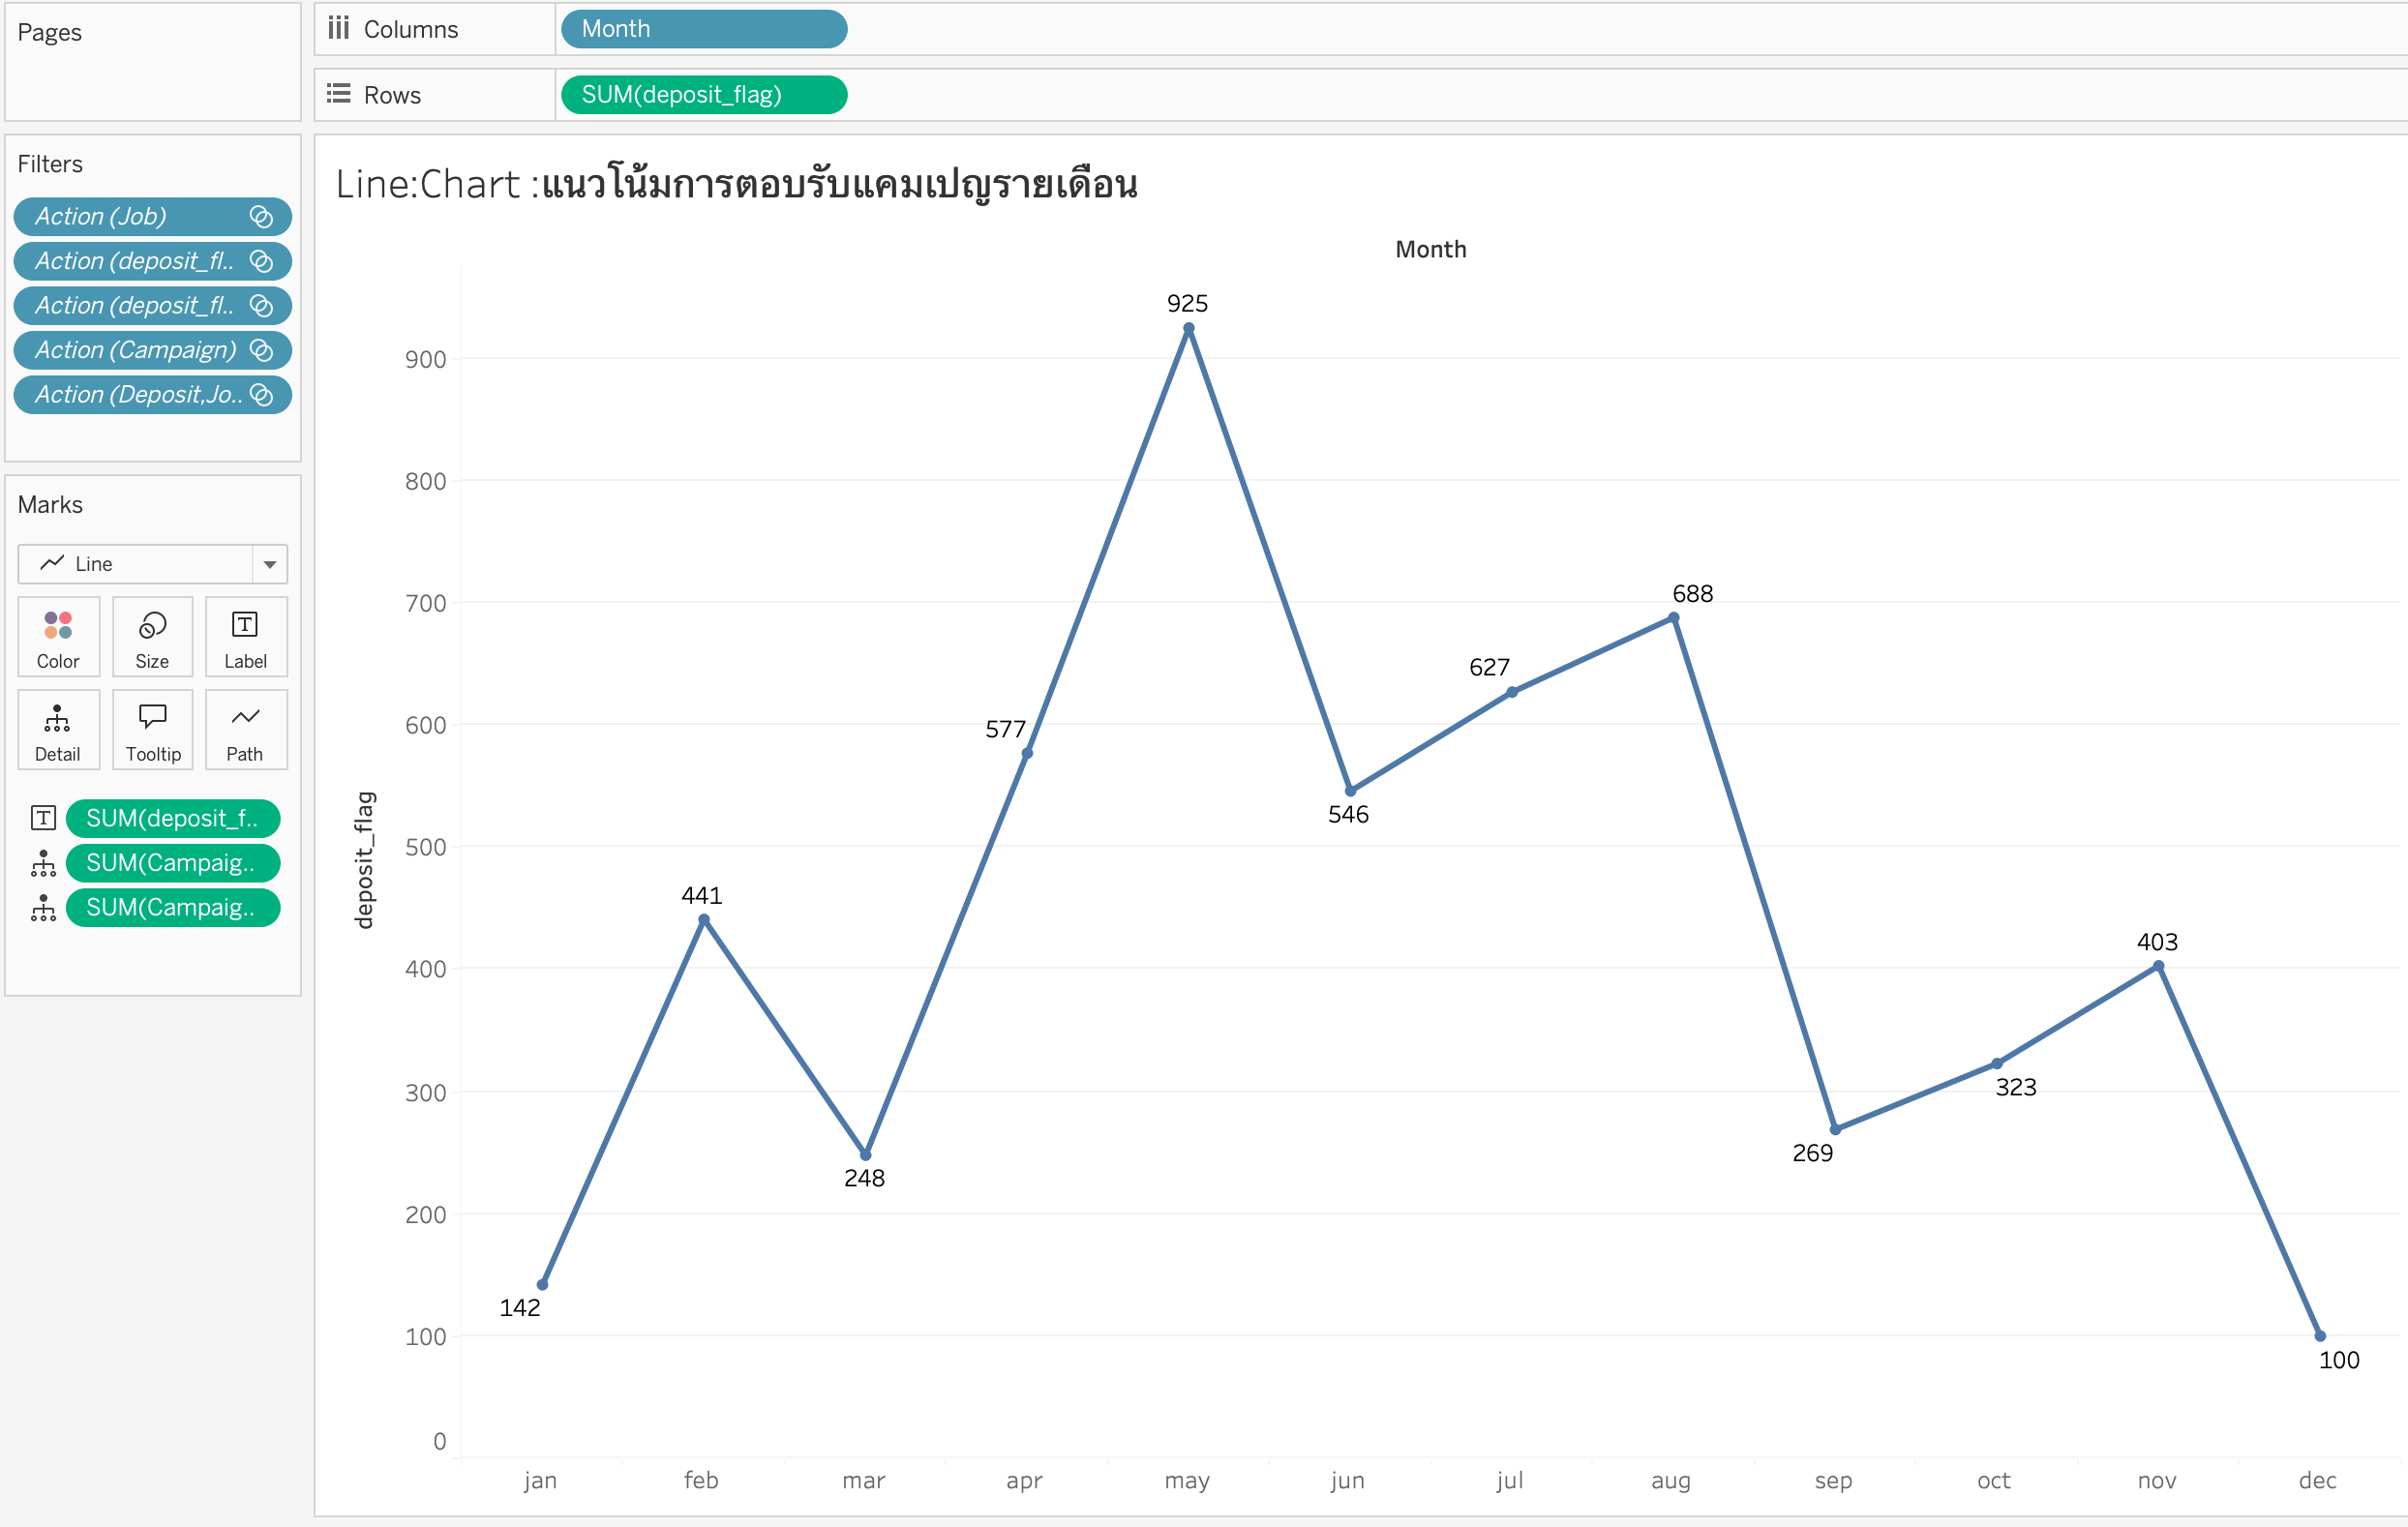 Pages
Columns
Month
Rows
SUM(deposit_flag)
Filters
Action (Job)
Action (deposit_fl..
Action (deposit_fl..
Action (Campaign)
Action (Deposit,Jo..
Marks
Line
Color
Size
Label
Detail
Tooltip
Path
SUM(deposit_f..
SUM(Campaig..
SUM(Campaig..
Line:Chart :แนวโน้มการตอบรับแคมเปญรายเดือน
Month
deposit_flag
900
800
700
600
500
400
300
200
100
0
142
441
248
577
925
546
627
688
269
323
403
100
jan
feb
mar
apr
may
jun
jul
aug
sep
oct
nov
dec